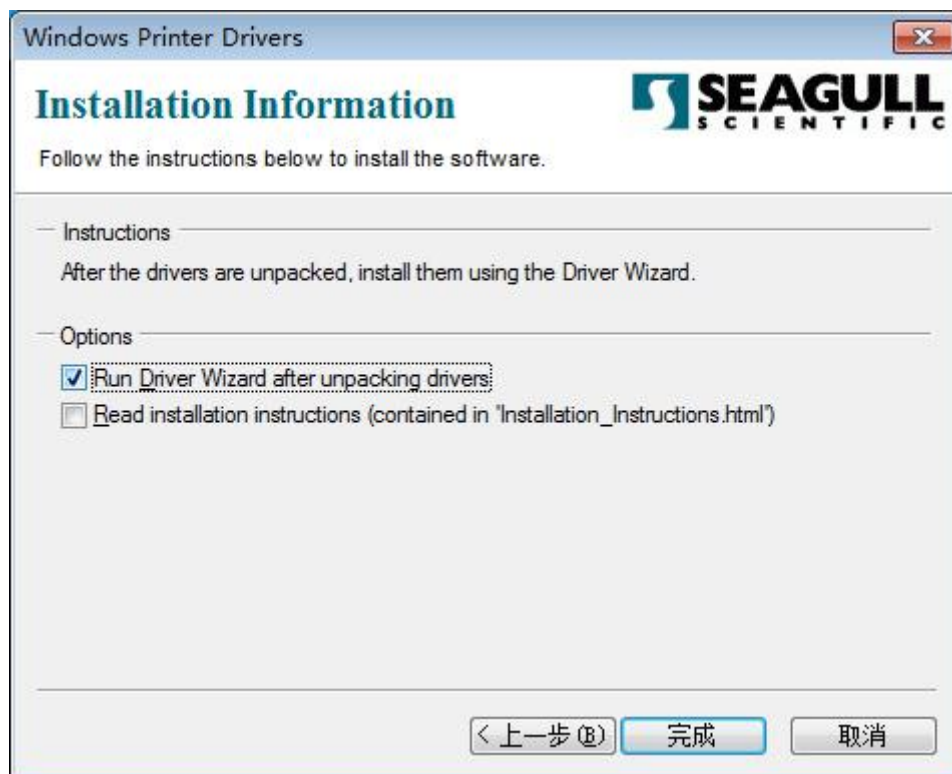 Windows Printer Drivers
Installation Information
SEAGULL
SCIENTIFIC
Follow the instructions below to install the software.
Instructions
After the drivers are unpacked, install them using the Driver Wizard.
Options
Run Driver Wizard after unpacking drivers
Read installation instructions (contained in 'Installation_Instructions.html')
< 上一步(B)
完成
取消